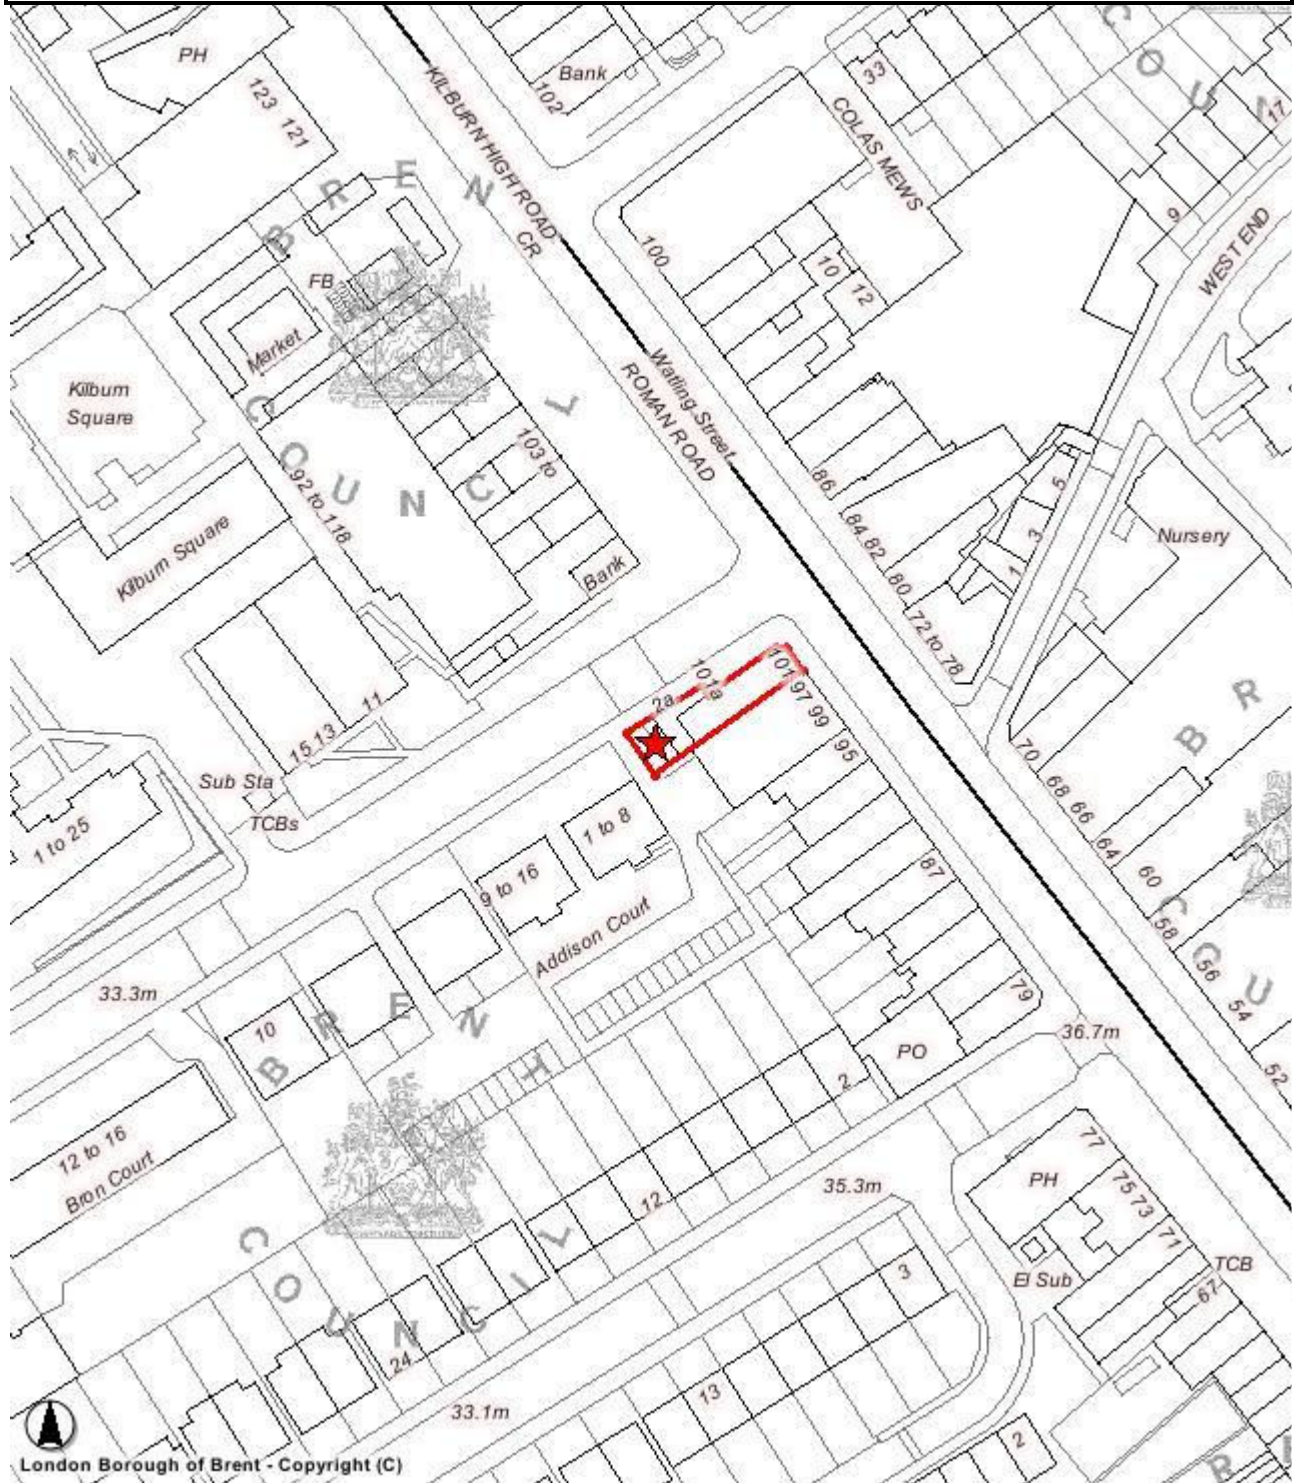 PH
123
121
Bank
102
KILBURN HIGH ROAD
CR
33
COLAS MEWS
17
9
WEST END
BRENT
COUNCIL
100
10
12
FB
Market
Kilburn
Square
Watling Street
ROMAN ROAD
103 to
92 to 118
Kilburn Square
Bank
86
84
82
80
72 to 78
5
3
1
Nursery
101
101a
2a
97
99
95
11
15
13
Sub Sta
TCBs
1 to 25
1 to 8
9 to 16
Addison Court
87
79
70
68
66
64
60
58
56
54
52
33.3m
10
BRENT
COUNCIL
12 to 16
Bron Court
PO
2
36.7m
12
35.3m
PH
77
75
73
71
67
TCB
El Sub
3
24
13
33.1m
2
London Borough of Brent - Copyright (C)